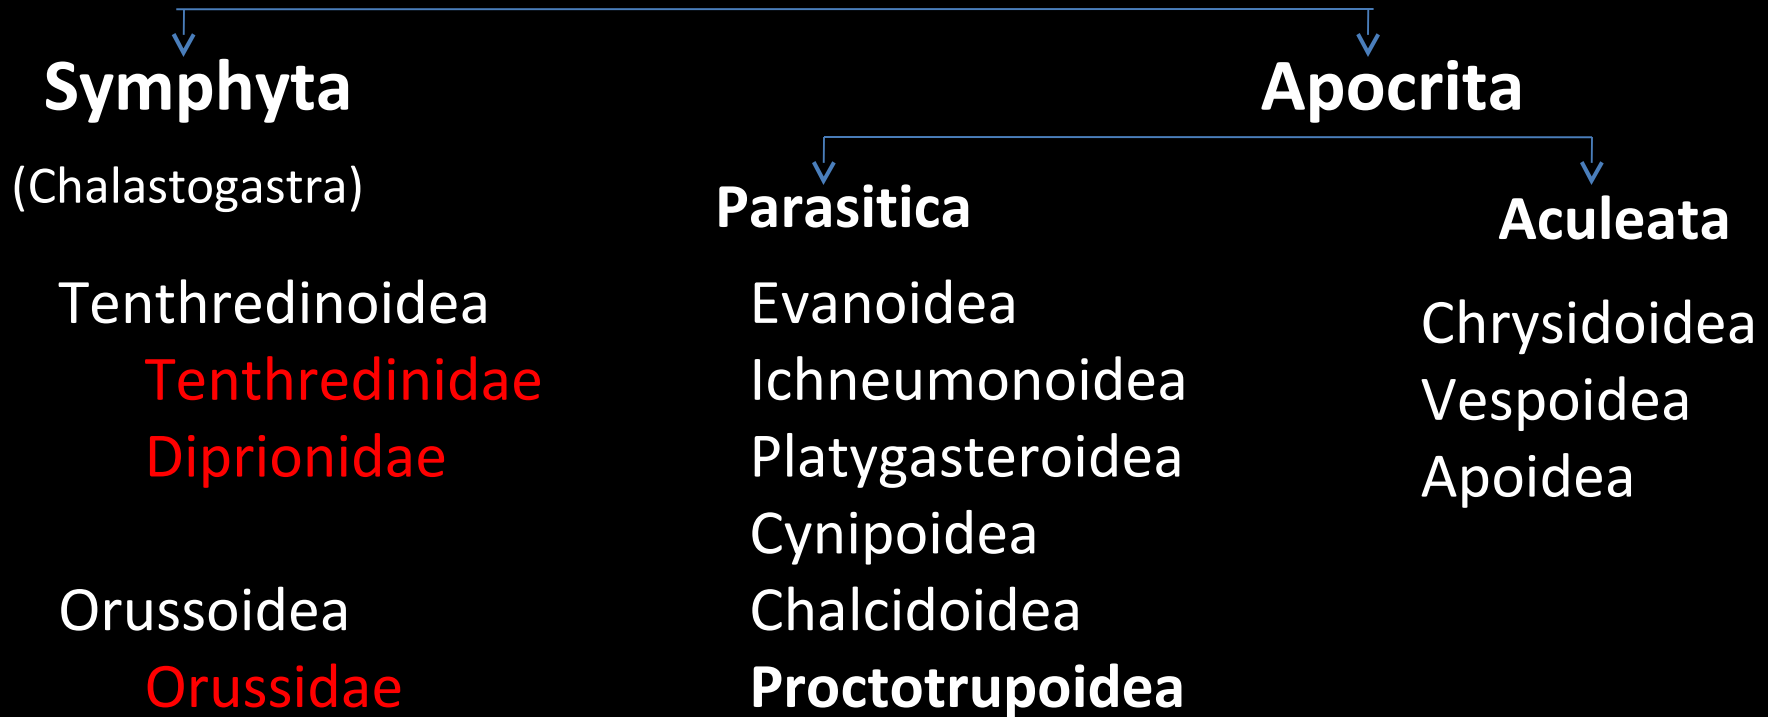 Symphyta
Apocrita
(Chalastogastra)
Parasitica
Aculeata
Tenthredinoidea
Tenthredinidae
Diprionidae
Orussoidea
Orussidae
Evanoidea
Ichneumonoidea
Platygasteroidea
Cynipoidea
Chalcidoidea
Proctotrupoidea
Chrysidoidea
Vespoidea
Apoidea